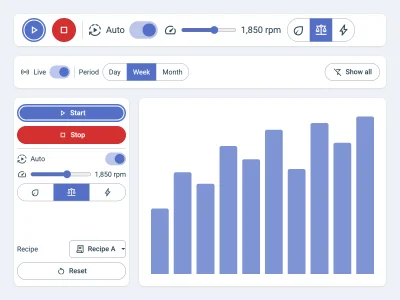 Auto 1,850 rpm
Live Period Day Week Month Show all
Start
Stop
Auto
1,850 rpm
Recipe Recipe A
Reset